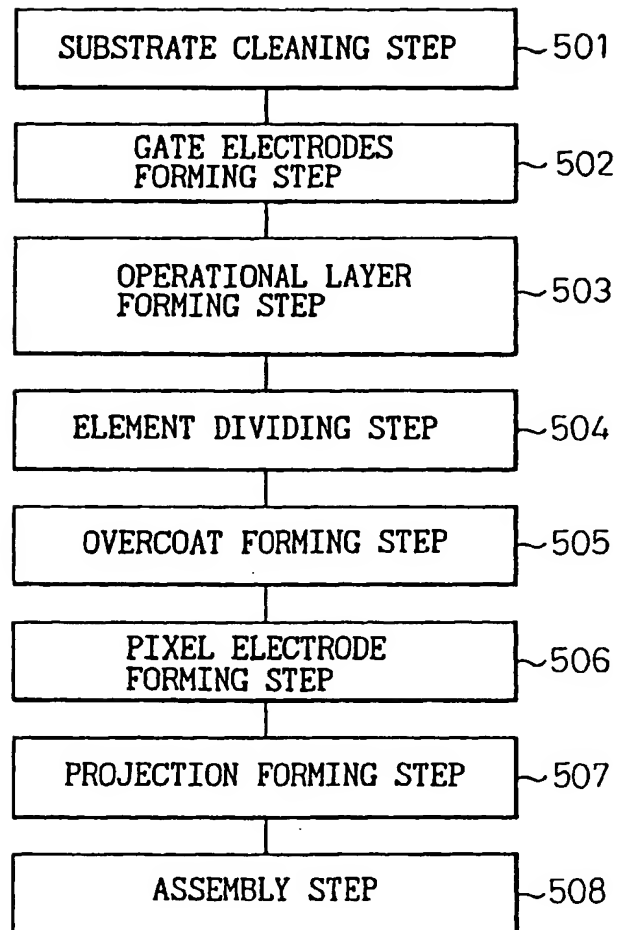 SUBSTRATE CLEANING STEP 501
GATE ELECTRODES
FORMING STEP 502
OPERATIONAL LAYER
FORMING STEP 503
ELEMENT DIVIDING STEP 504
OVERCOAT FORMING STEP 505
PIXEL ELECTRODE
FORMING STEP 506
PROJECTION FORMING STEP 507
ASSEMBLY STEP 508